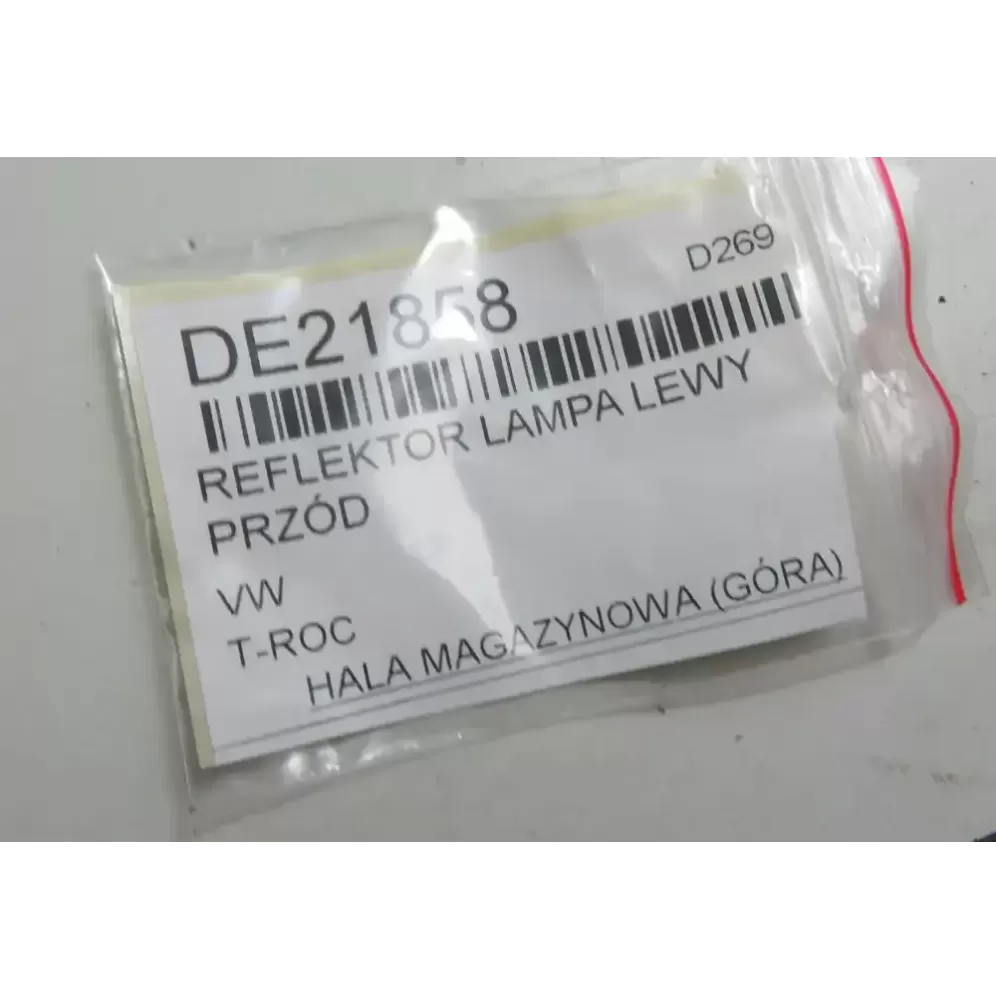 D269
DE21858
REFLEKTOR LAMPA LEWY
PRZÓD
VW
T-ROC
HALA MAGAZYNOWA (GÓRA)